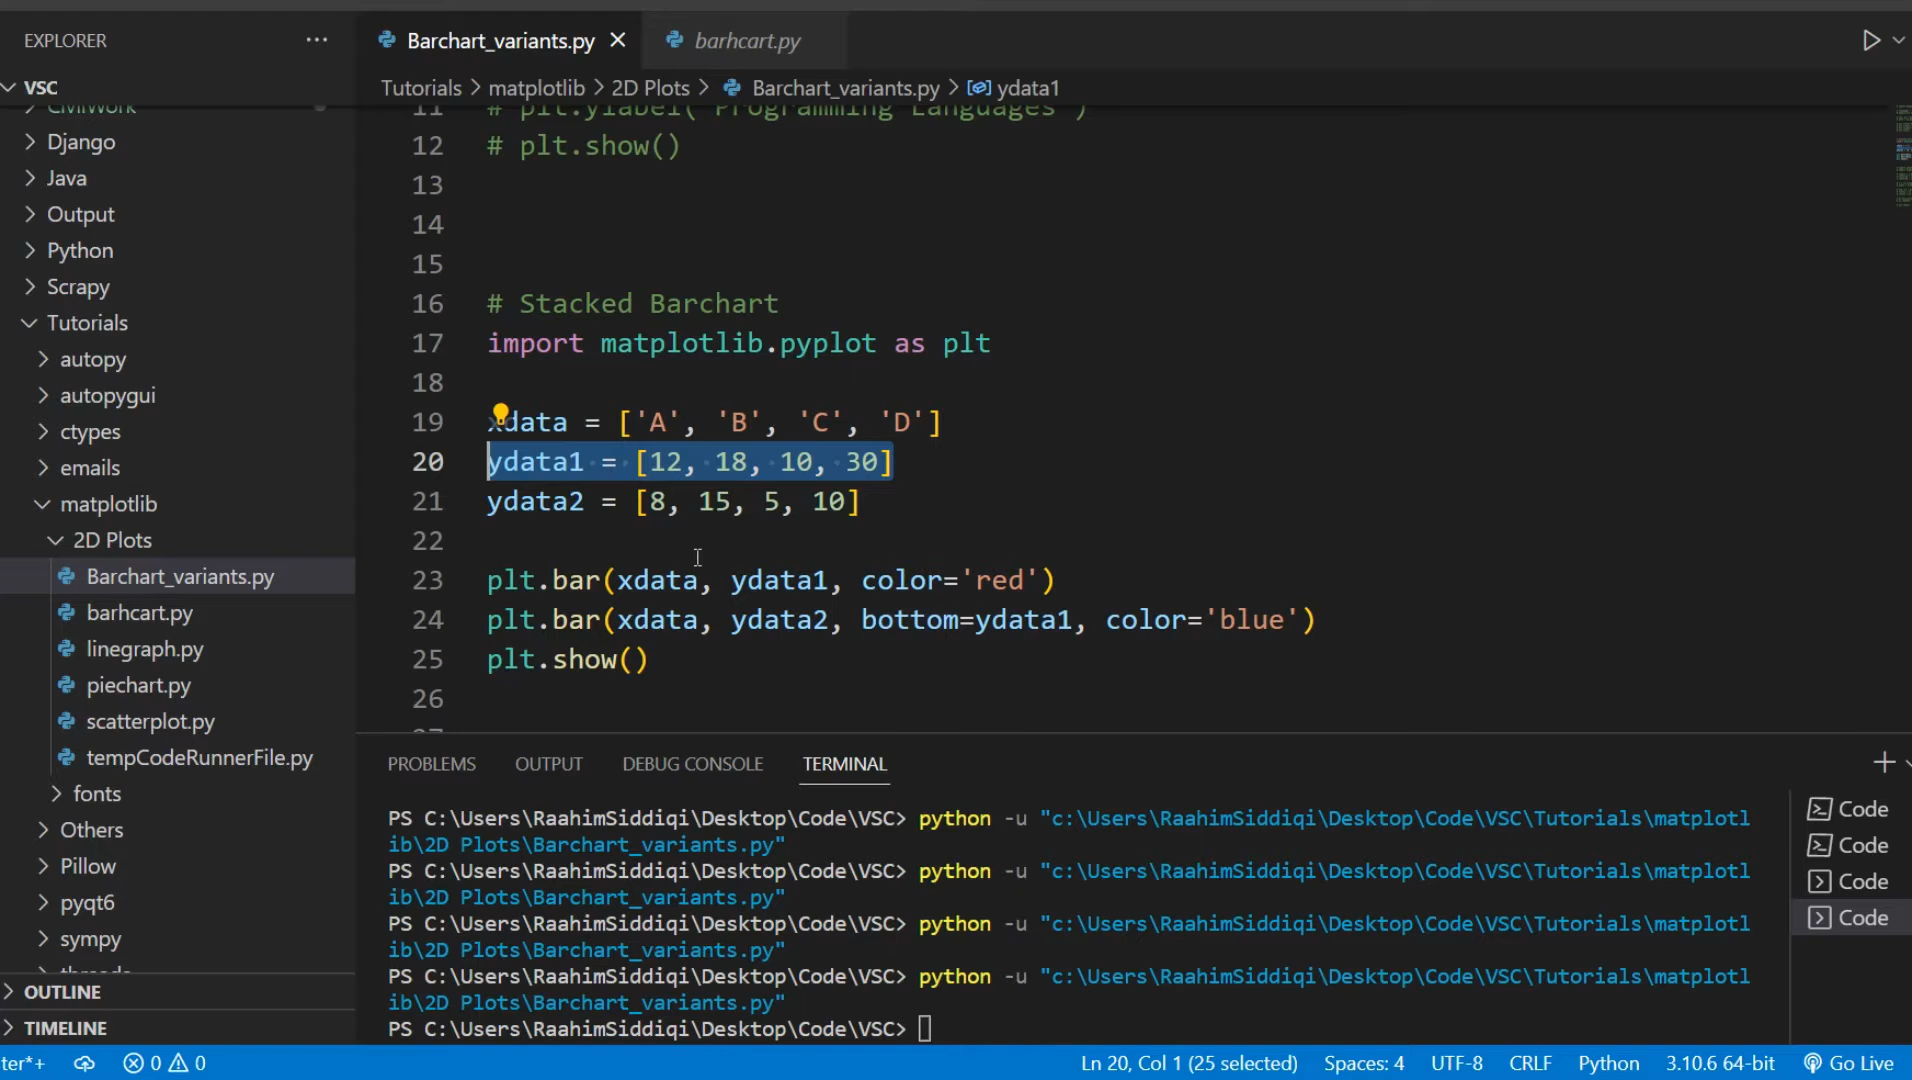 EXPLORER
···
Barchart_variants.py
barhcart.py
VSC
Tutorials > matplotlib > 2D Plots > Barchart_variants.py > ydata1
CivilWork
Django
Java
Output
Python
Scrapy
Tutorials
autopy
autopygui
ctypes
emails
matplotlib
2D Plots
Barchart_variants.py
barhcart.py
linegraph.py
piechart.py
scatterplot.py
tempCodeRunnerFile.py
fonts
Others
Pillow
pyqt6
sympy
threads
OUTLINE
TIMELINE
11 # plt.ylabel('Programming Languages')
12 # plt.show()
13
14
15
16 # Stacked Barchart
17 import matplotlib.pyplot as plt
18
19 xdata = ['A', 'B', 'C', 'D']
20 ydata1 = [12, 18, 10, 30]
21 ydata2 = [8, 15, 5, 10]
22
23 plt.bar(xdata, ydata1, color='red')
24 plt.bar(xdata, ydata2, bottom=ydata1, color='blue')
25 plt.show()
26
27
PROBLEMS OUTPUT DEBUG CONSOLE TERMINAL
PS C:\Users\RaahimSiddiqi\Desktop\Code\VSC> python -u "c:\Users\RaahimSiddiqi\Desktop\Code\VSC\Tutorials\matplotl
ib\2D Plots\Barchart_variants.py"
PS C:\Users\RaahimSiddiqi\Desktop\Code\VSC> python -u "c:\Users\RaahimSiddiqi\Desktop\Code\VSC\Tutorials\matplotl
ib\2D Plots\Barchart_variants.py"
PS C:\Users\RaahimSiddiqi\Desktop\Code\VSC> python -u "c:\Users\RaahimSiddiqi\Desktop\Code\VSC\Tutorials\matplotl
ib\2D Plots\Barchart_variants.py"
PS C:\Users\RaahimSiddiqi\Desktop\Code\VSC> python -u "c:\Users\RaahimSiddiqi\Desktop\Code\VSC\Tutorials\matplotl
ib\2D Plots\Barchart_variants.py"
PS C:\Users\RaahimSiddiqi\Desktop\Code\VSC>
Code
Code
Code
Code
ter*+ 0 0 Ln 20, Col 1 (25 selected) Spaces: 4 UTF-8 CRLF Python 3.10.6 64-bit Go Live